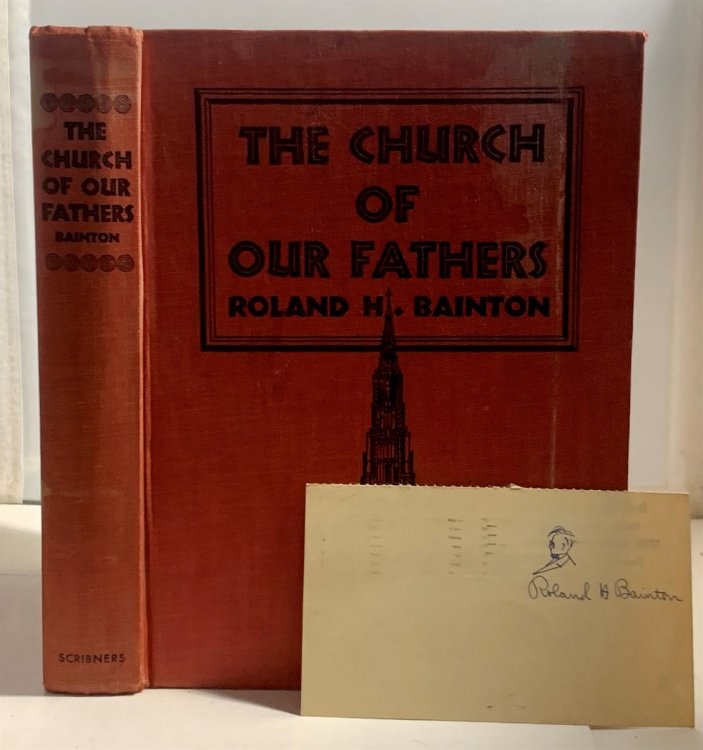 THE
CHURCH
OF OUR
FATHERS
BAINTON
SCRIBNERS
THE CHURCH
OF
OUR FATHERS
ROLAND H. BAINTON
Roland H Bainton